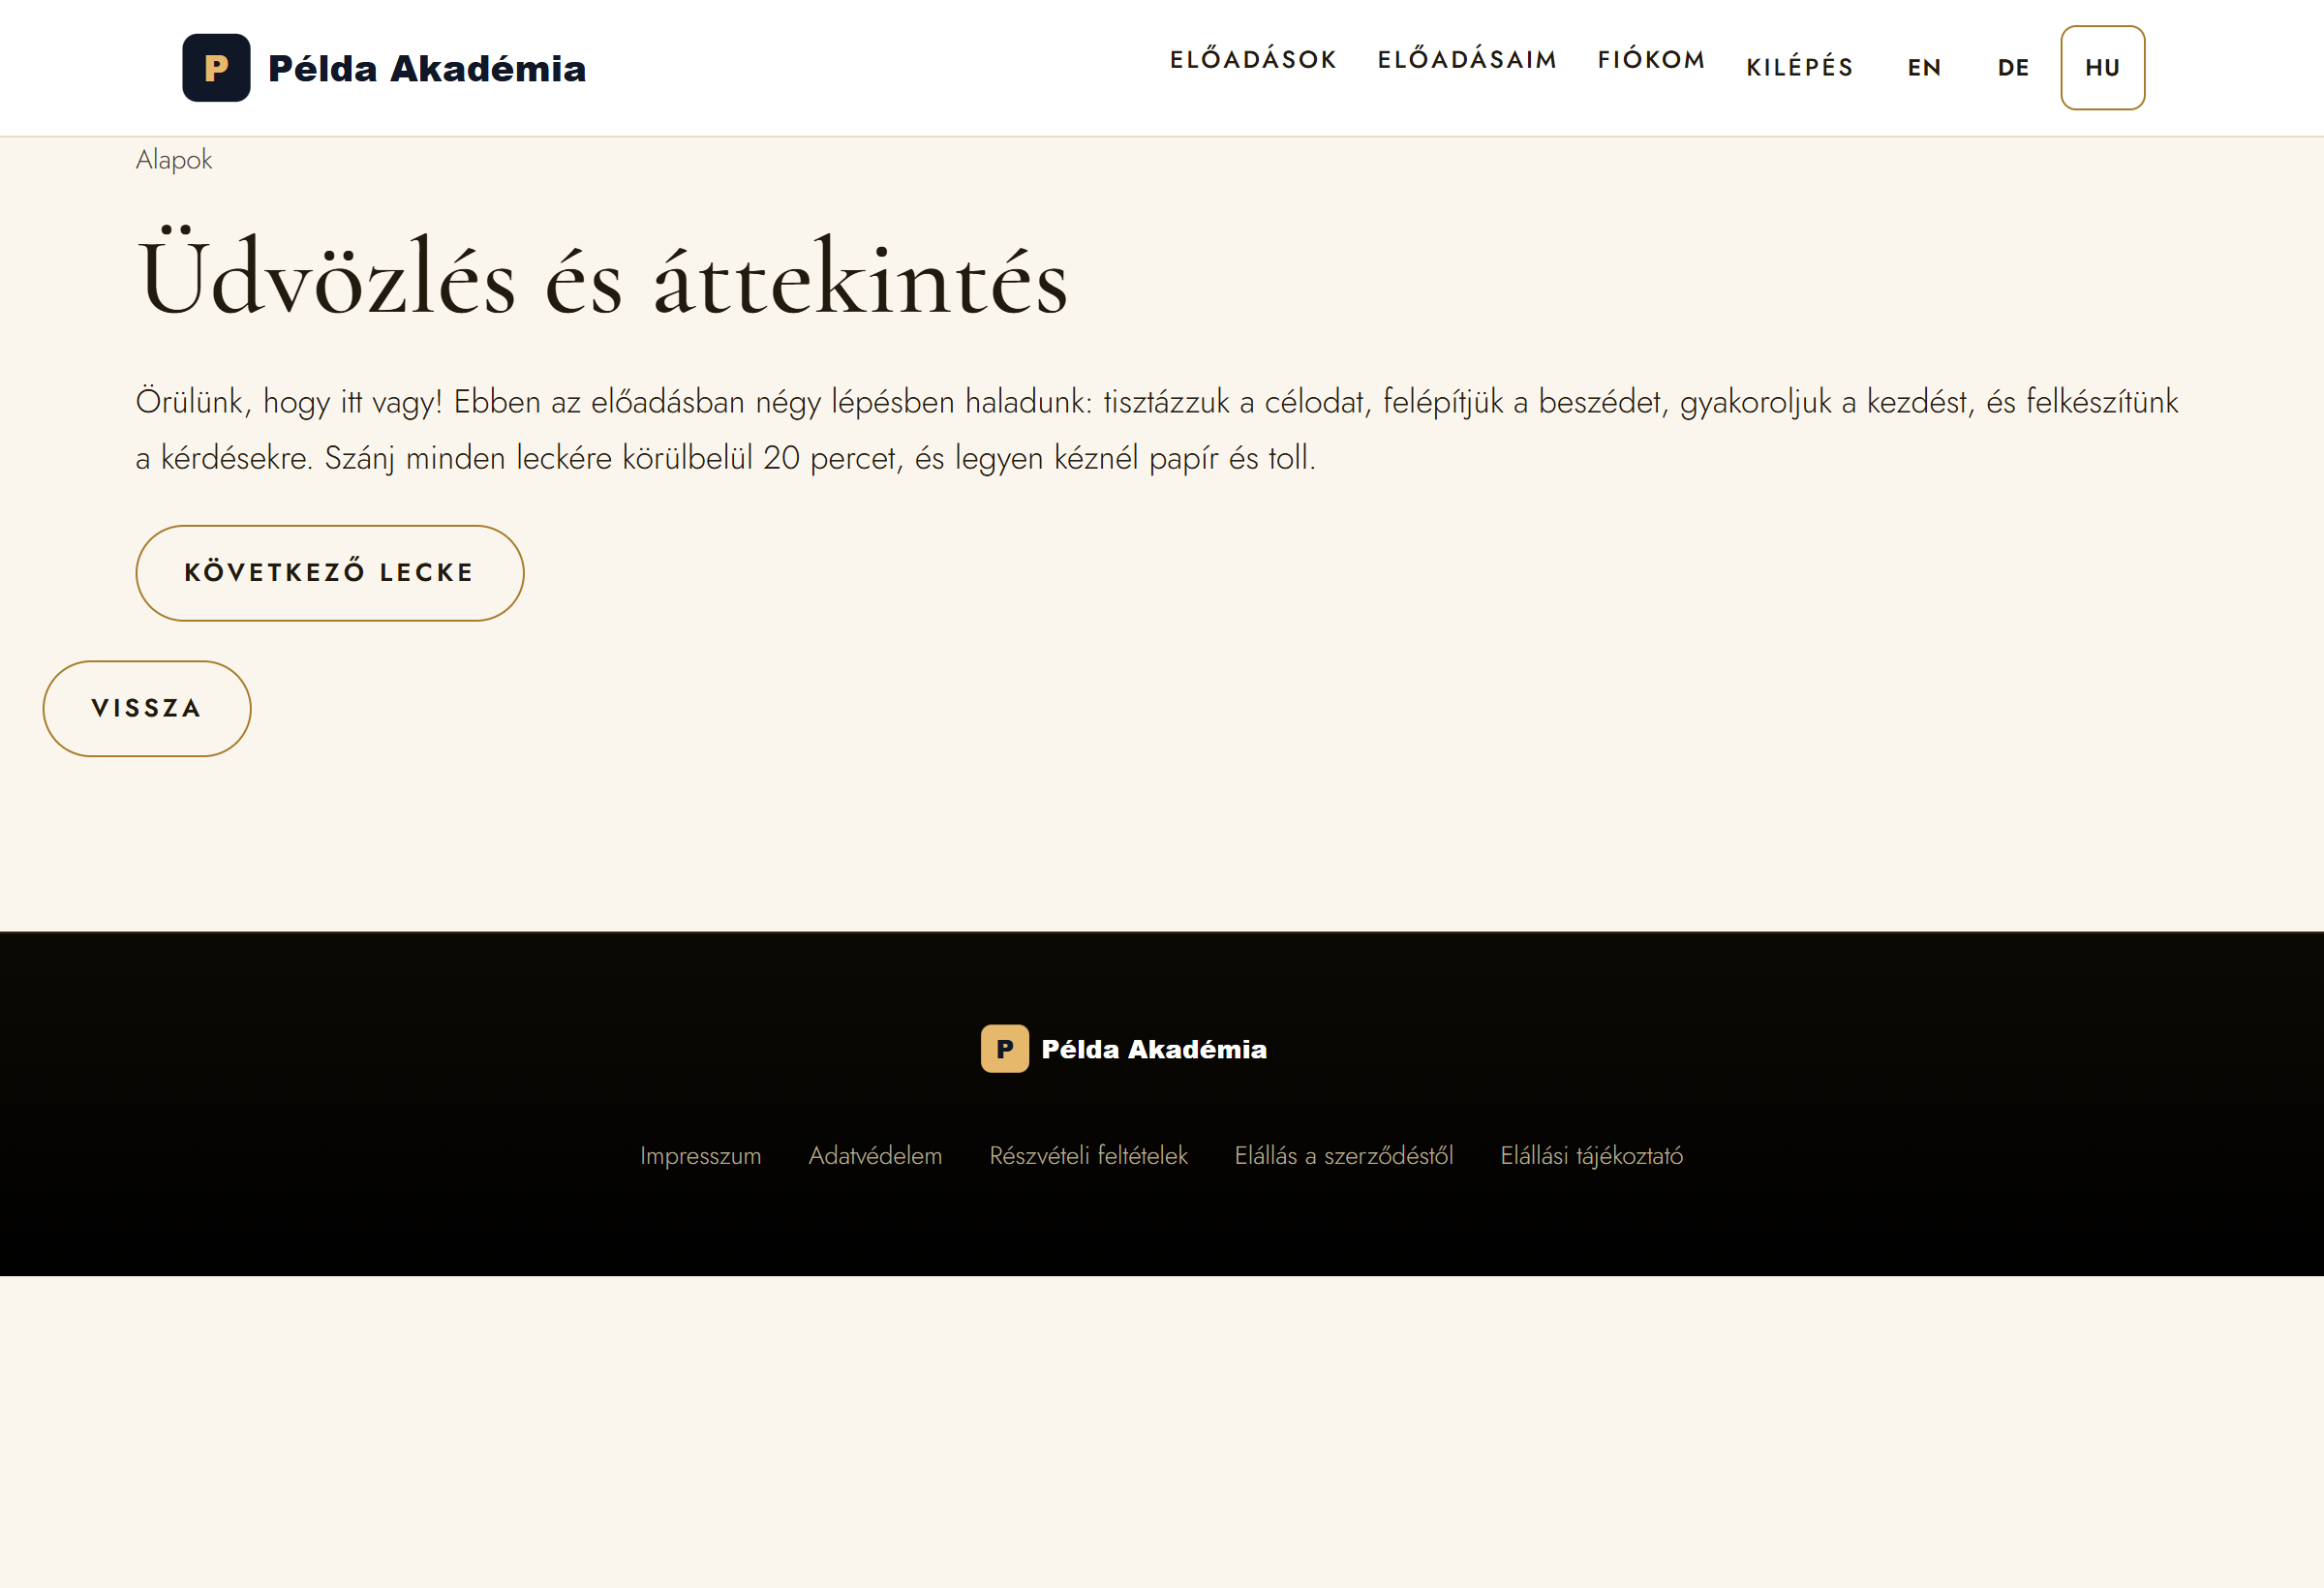 P Példa Akadémia
ELŐADÁSOK ELŐADÁSAIM FIÓKOM KILÉPÉS EN DE HU
Alapok
Üdvözlés és áttekintés
Örülünk, hogy itt vagy! Ebben az előadásban négy lépésben haladunk: tisztázzuk a célodat, felépítjük a beszédet, gyakoroljuk a kezdést, és felkészítünk
a kérdésekre. Szánj minden leckére körülbelül 20 percet, és legyen kéznél papír és toll.
KÖVETKEZŐ LECKE
VISSZA
P Példa Akadémia
Impresszum Adatvédelem Részvételi feltételek Elállás a szerződéstől Elállási tájékoztató